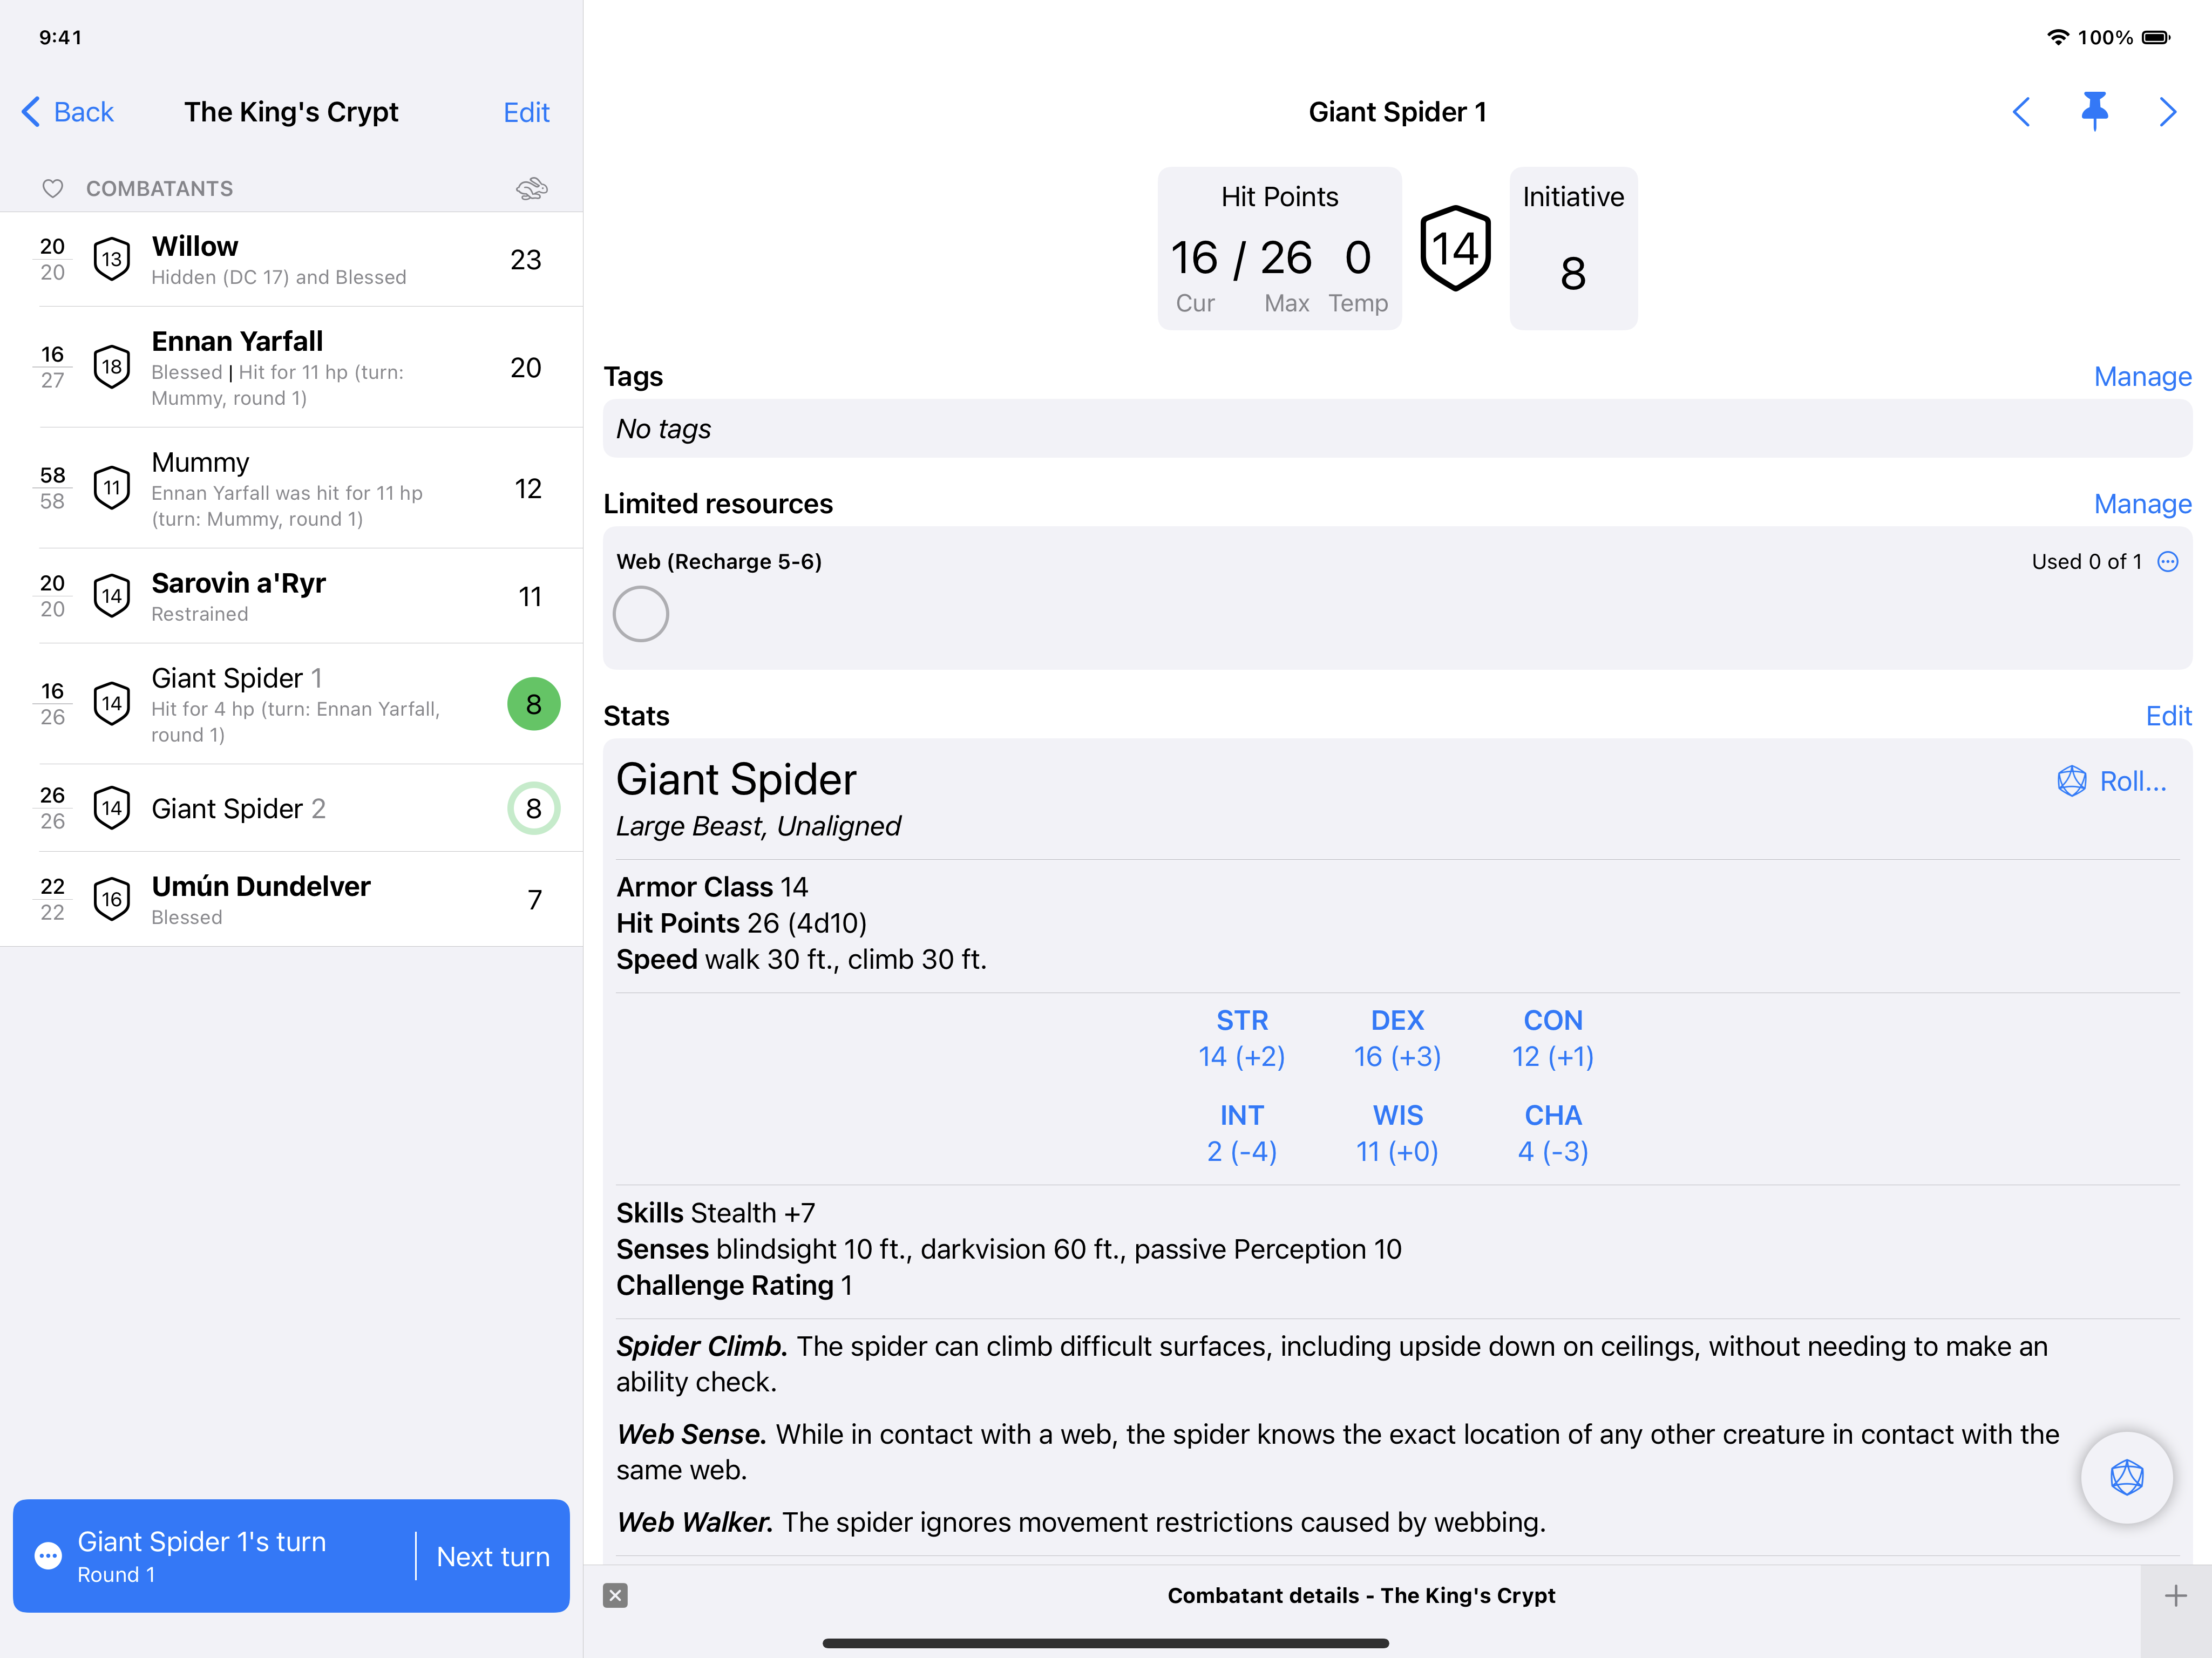 9:41
100%
Back
The King's Crypt
Edit
COMBATANTS
20
20
13
Willow
Hidden (DC 17) and Blessed
23
16
27
18
Ennan Yarfall
Blessed | Hit for 11 hp (turn:
Mummy, round 1)
20
58
58
11
Mummy
Ennan Yarfall was hit for 11 hp
(turn: Mummy, round 1)
12
20
20
14
Sarovin a'Ryr
Restrained
11
16
26
14
Giant Spider 1
Hit for 4 hp (turn: Ennan Yarfall,
round 1)
8
26
26
14
Giant Spider 2
8
22
22
16
Umún Dundelver
Blessed
7
Giant Spider 1's turn
Round 1
Next turn
Giant Spider 1
Hit Points
16 / 26 0
Cur Max Temp
14
Initiative
8
Tags
Manage
No tags
Limited resources
Manage
Web (Recharge 5-6)
Used 0 of 1
Stats
Edit
Giant Spider
Roll...
Large Beast, Unaligned
Armor Class 14
Hit Points 26 (4d10)
Speed walk 30 ft., climb 30 ft.
STR DEX CON
14 (+2) 16 (+3) 12 (+1)
INT WIS CHA
2 (-4) 11 (+0) 4 (-3)
Skills Stealth +7
Senses blindsight 10 ft., darkvision 60 ft., passive Perception 10
Challenge Rating 1
Spider Climb. The spider can climb difficult surfaces, including upside down on ceilings, without needing to make an
ability check.
Web Sense. While in contact with a web, the spider knows the exact location of any other creature in contact with the
same web.
Web Walker. The spider ignores movement restrictions caused by webbing.
Combatant details - The King's Crypt